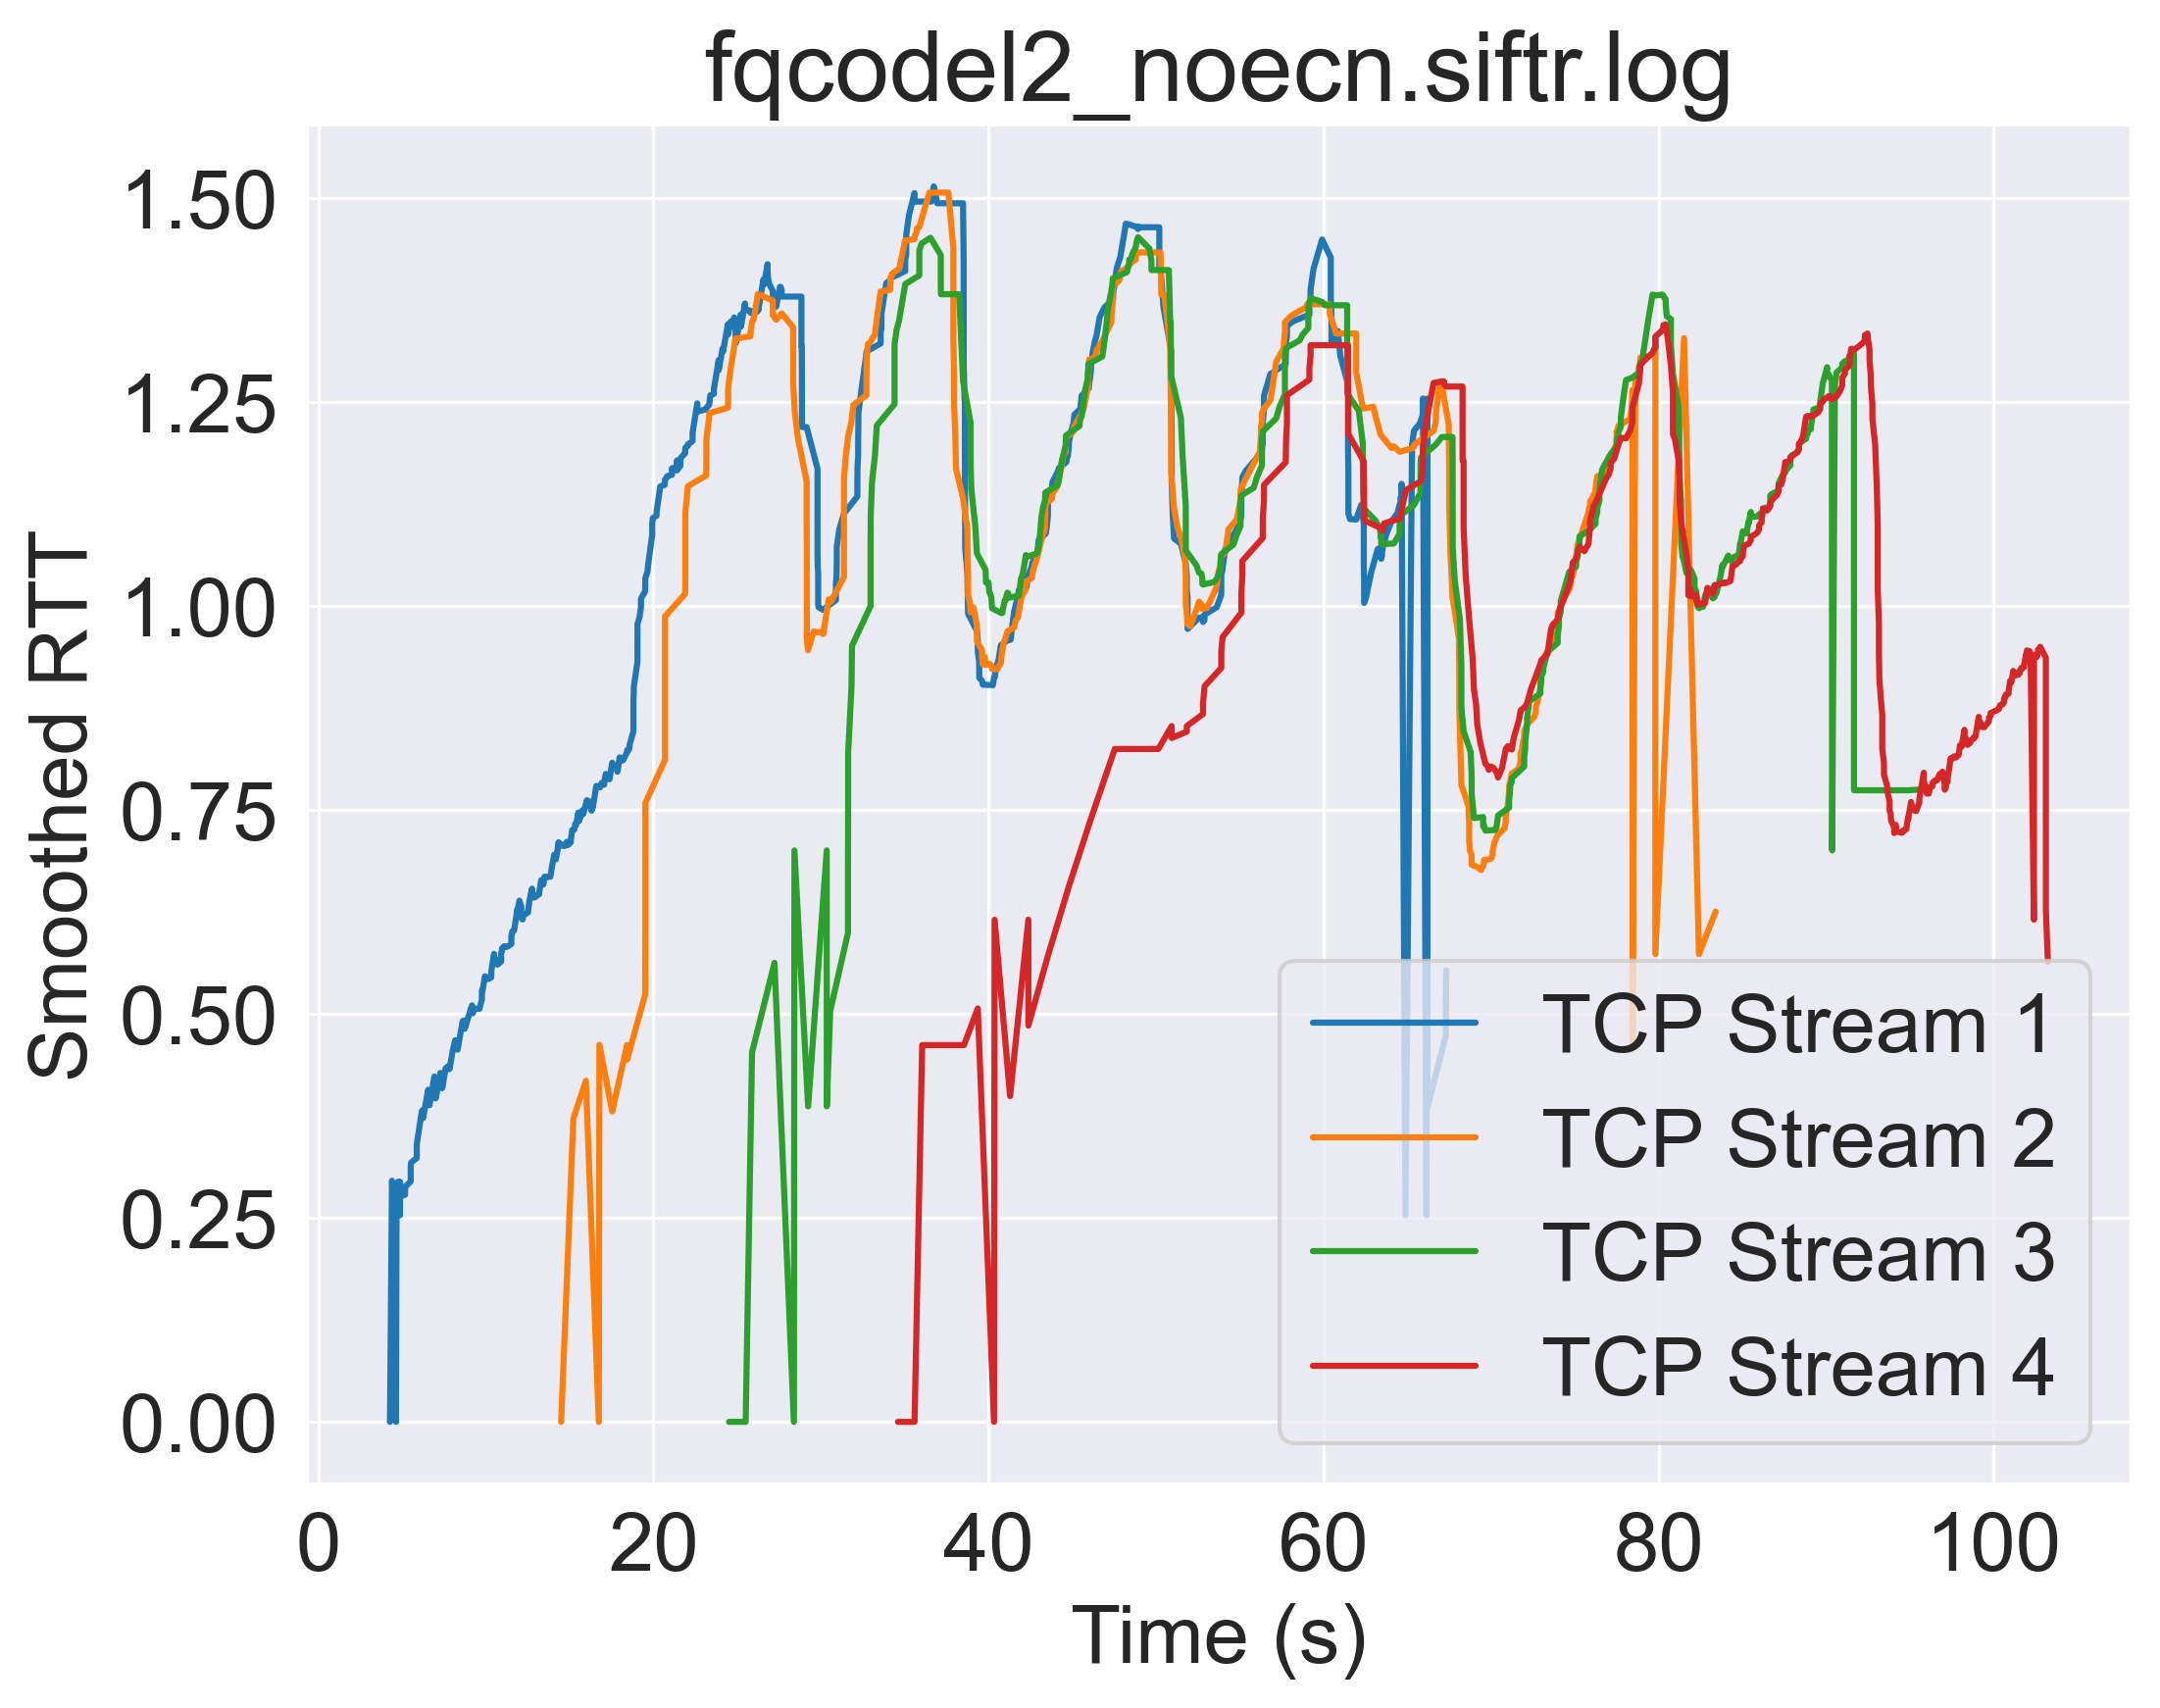 fqcodel2_noecn.siftr.log
Smoothed RTT
1.50
1.25
1.00
0.75
0.50
0.25
0.00
TCP Stream 1
TCP Stream 2
TCP Stream 3
TCP Stream 4
0 20 40 60 80 100
Time (s)